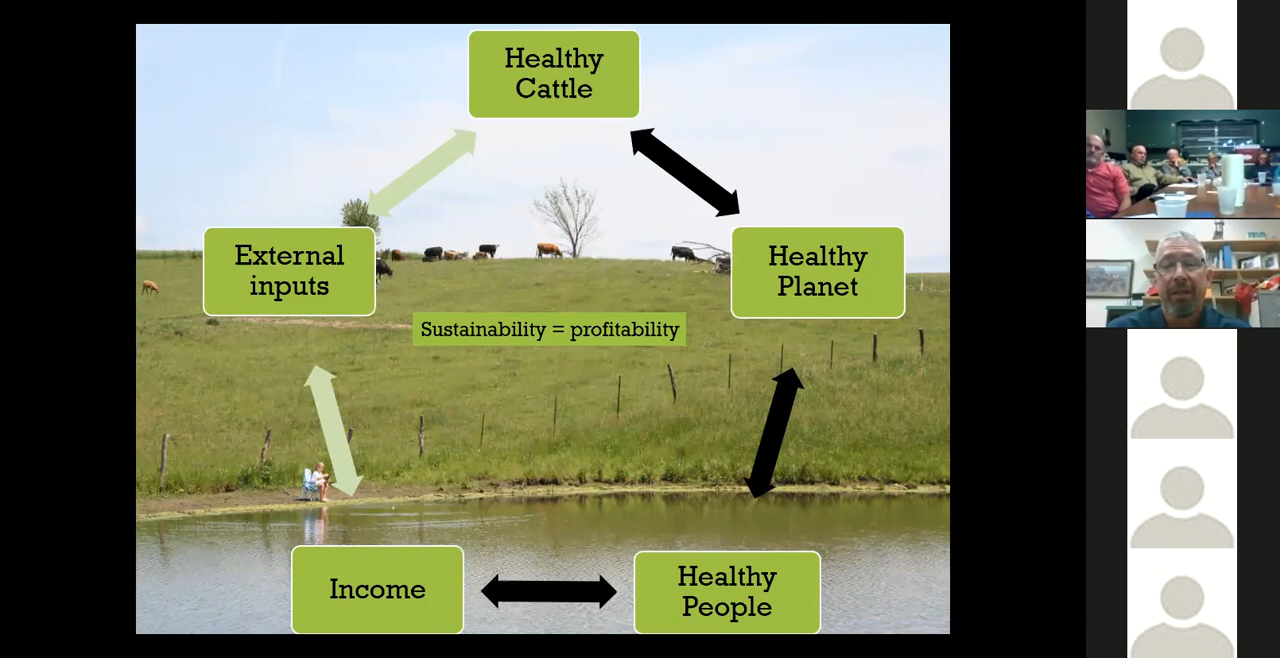 Healthy
Cattle
External
inputs
Healthy
Planet
Sustainability = profitability
Income
Healthy
People